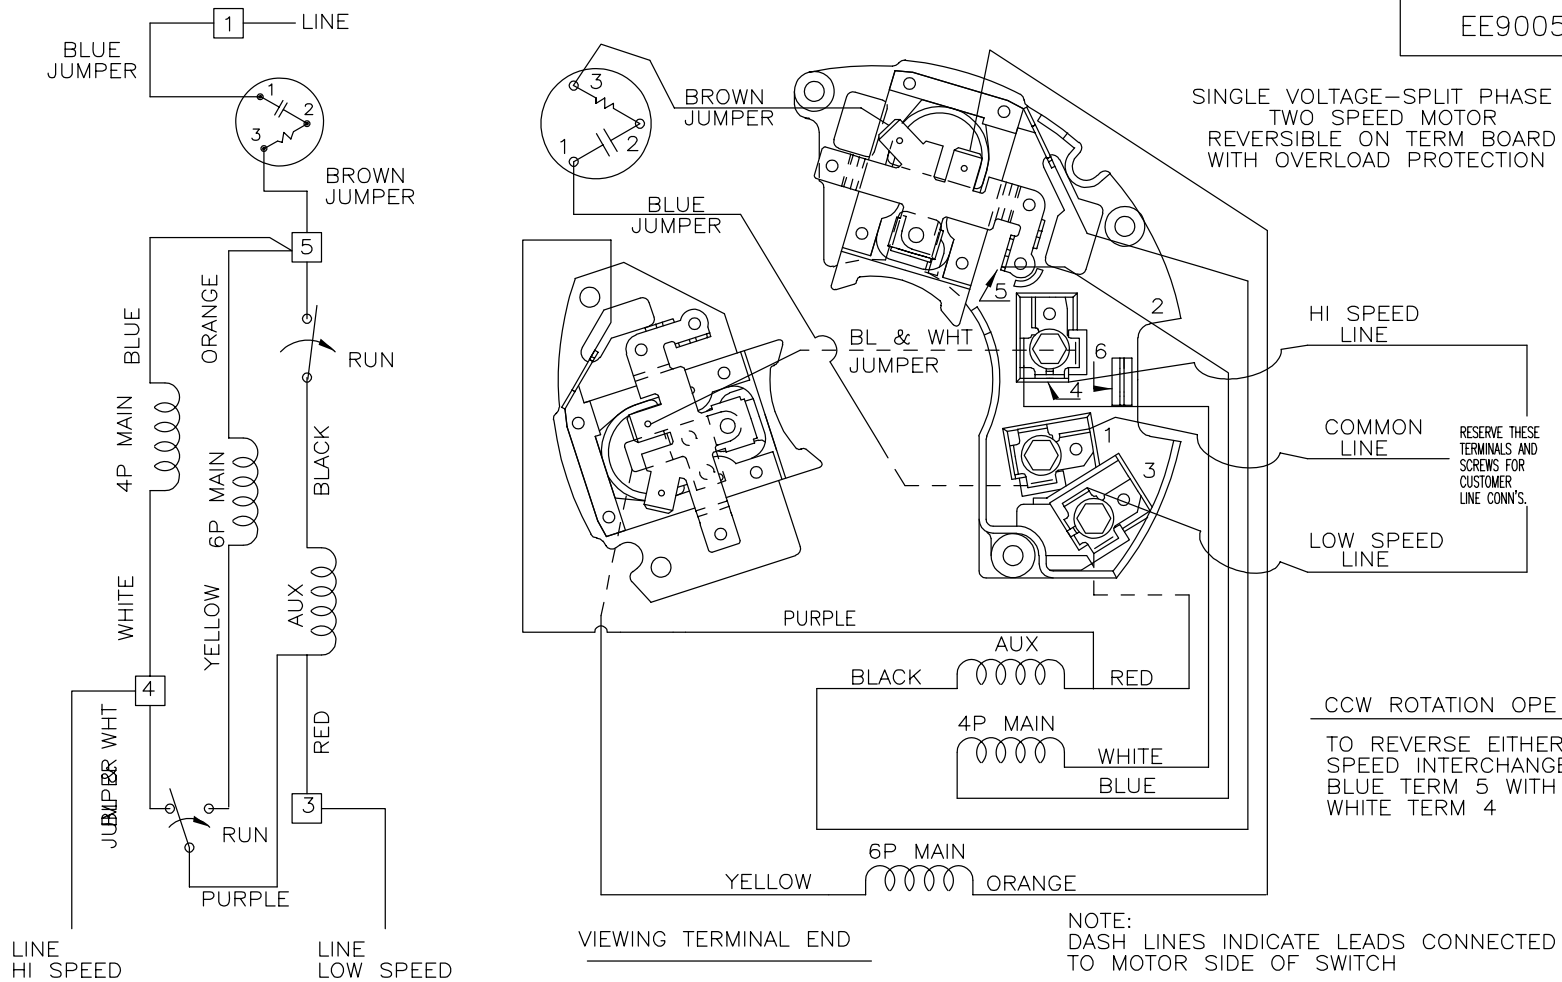 EE9005
SINGLE VOLTAGE-SPLIT PHASE
TWO SPEED MOTOR
REVERSIBLE ON TERM BOARD
WITH OVERLOAD PROTECTION
1
LINE
BLUE
JUMPER
1
2
3
BROWN
JUMPER
5
BLUE
ORANGE
RUN
4P MAIN
6P MAIN
BLACK
WHITE
YELLOW
AUX
4
BL & WHT
JUMPER
RED
3
RUN
PURPLE
LINE
HI SPEED
LINE
LOW SPEED
3
1
2
BROWN
JUMPER
BLUE
JUMPER
BL & WHT
JUMPER
5
2
6
4
1
3
HI SPEED
LINE
COMMON
LINE
LOW SPEED
LINE
RESERVE THESE
TERMINALS AND
SCREWS FOR
CUSTOMER
LINE CONN'S.
PURPLE
AUX
BLACK
RED
4P MAIN
WHITE
BLUE
6P MAIN
YELLOW
ORANGE
CCW ROTATION OPE
TO REVERSE EITHER
SPEED INTERCHANGE
BLUE TERM 5 WITH
WHITE TERM 4
VIEWING TERMINAL END
NOTE:
DASH LINES INDICATE LEADS CONNECTED
TO MOTOR SIDE OF SWITCH